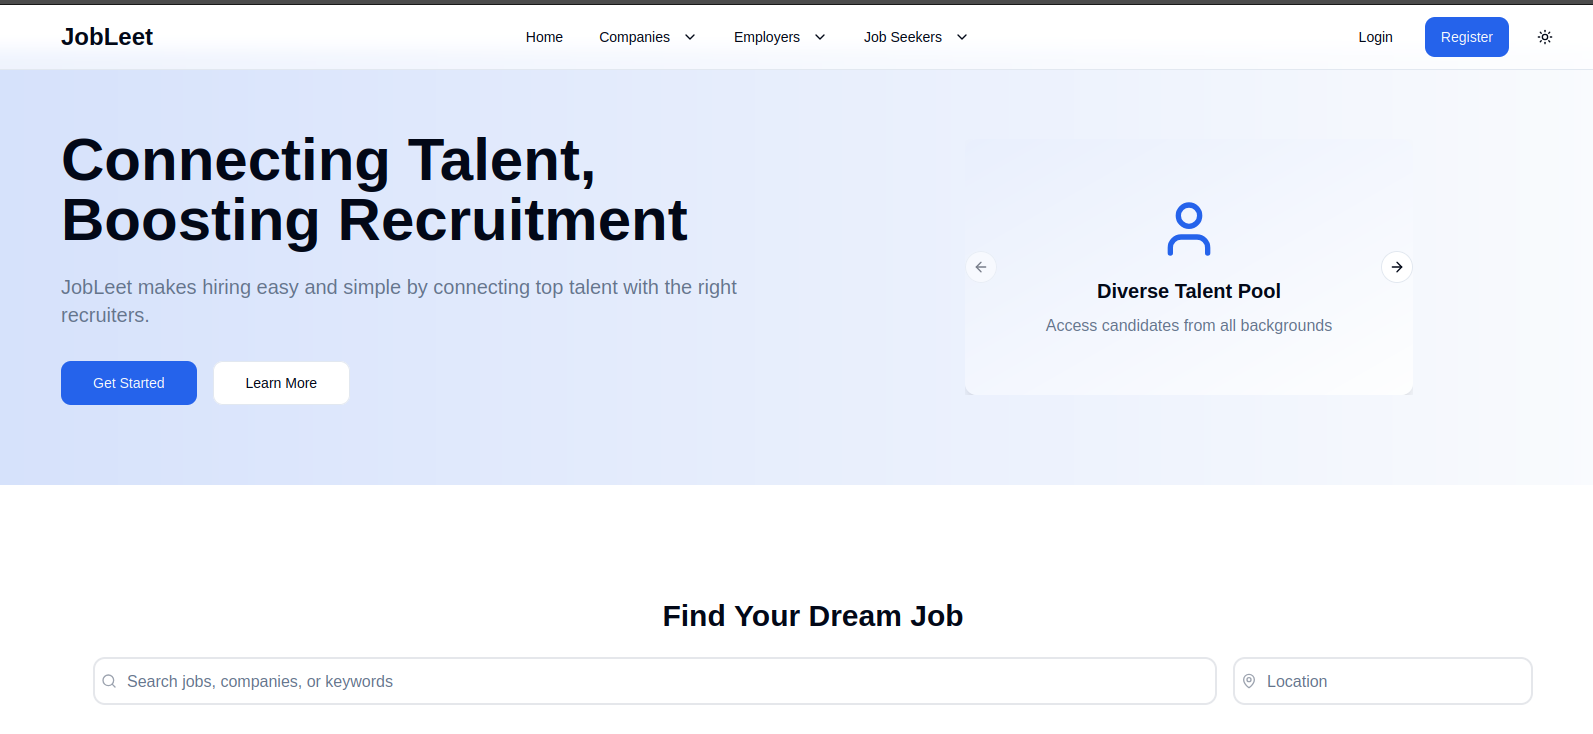 JobLeet
Home
Companies
Employers
Job Seekers
Login
Register
Connecting Talent,
Boosting Recruitment
JobLeet makes hiring easy and simple by connecting top talent with the right
recruiters.
Get Started
Learn More
Diverse Talent Pool
Access candidates from all backgrounds
Find Your Dream Job
Search jobs, companies, or keywords
Location